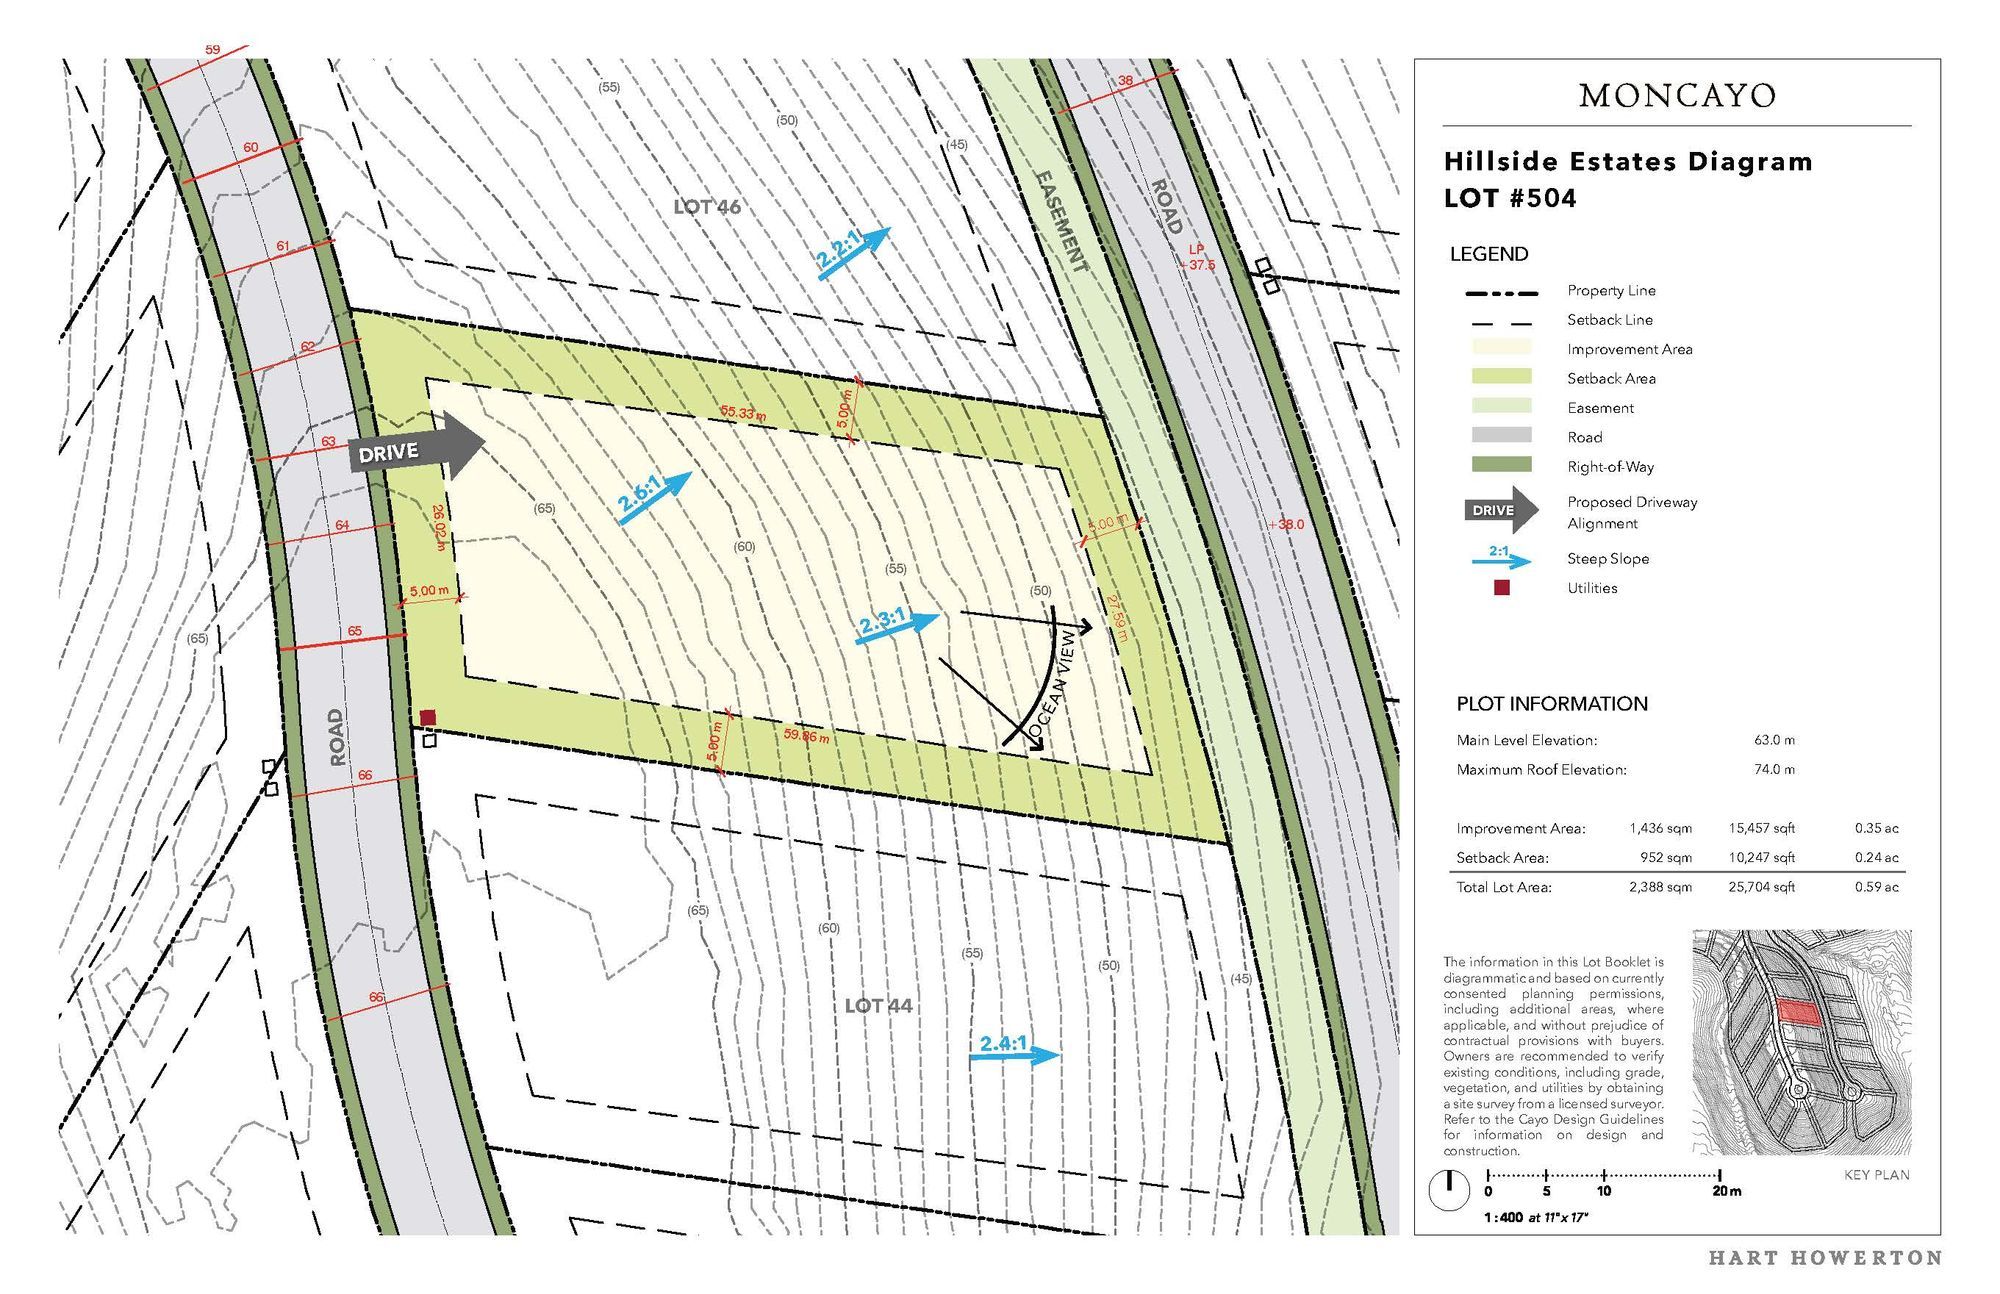 MONCAYO
Hillside Estates Diagram
LOT #504
LEGEND
Property Line
Setback Line
Improvement Area
Setback Area
Easement
Road
Right-of-Way
DRIVE
Proposed Driveway
Alignment
2:1
Steep Slope
Utilities
PLOT INFORMATION
Main Level Elevation: 63.0 m
Maximum Roof Elevation: 74.0 m
Improvement Area: 1,436 sqm 15,457 sqft 0.35 ac
Setback Area: 952 sqm 10,247 sqft 0.24 ac
Total Lot Area: 2,388 sqm 25,704 sqft 0.59 ac
The information in this Lot Booklet is
diagrammatic and based on currently
consented planning permissions,
including additional areas, where
applicable, and without prejudice of
contractual provisions with buyers.
Owners are recommended to verify
existing conditions, including grade,
vegetation, and utilities by obtaining
a site survey from a licensed surveyor.
Refer to the Cayo Design Guidelines
for information on design and
construction.
KEY PLAN
0 5 10 20m
1:400 at 11"x 17"
HART HOWERTON
59
60
61
62
63
64
65
66
66
38
LP
+37.5
+38.0
(55)
(50)
(45)
LOT 46
2.2:1
EASEMENT
ROAD
DRIVE
55.33 m
5.00 m
2.6:1
(65)
26.02 m
(60)
(55)
5.00 m
(50)
5.00 m
2.3:1
27.59 m
OCEAN VIEW
(65)
ROAD
5.00 m
59.86 m
(65)
(60)
(55)
(50)
(45)
LOT 44
2.4:1